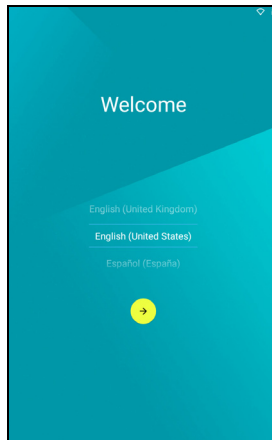 Welcome
English (United Kingdom)
English (United States)
Español (España)